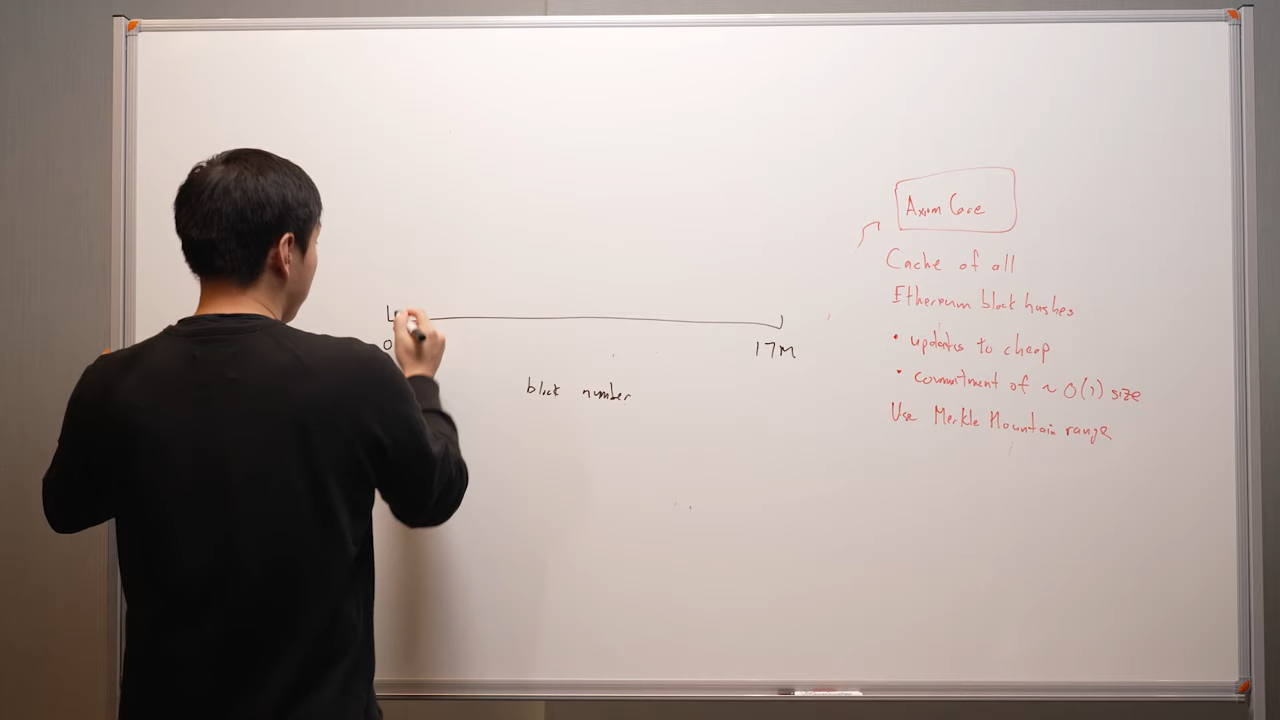 0
17M
block number
Axiom Core
Cache of all
Ethereum block hashes
• updates to cheap
• commitment of ~ O(1) size
Use Merkle Mountain range